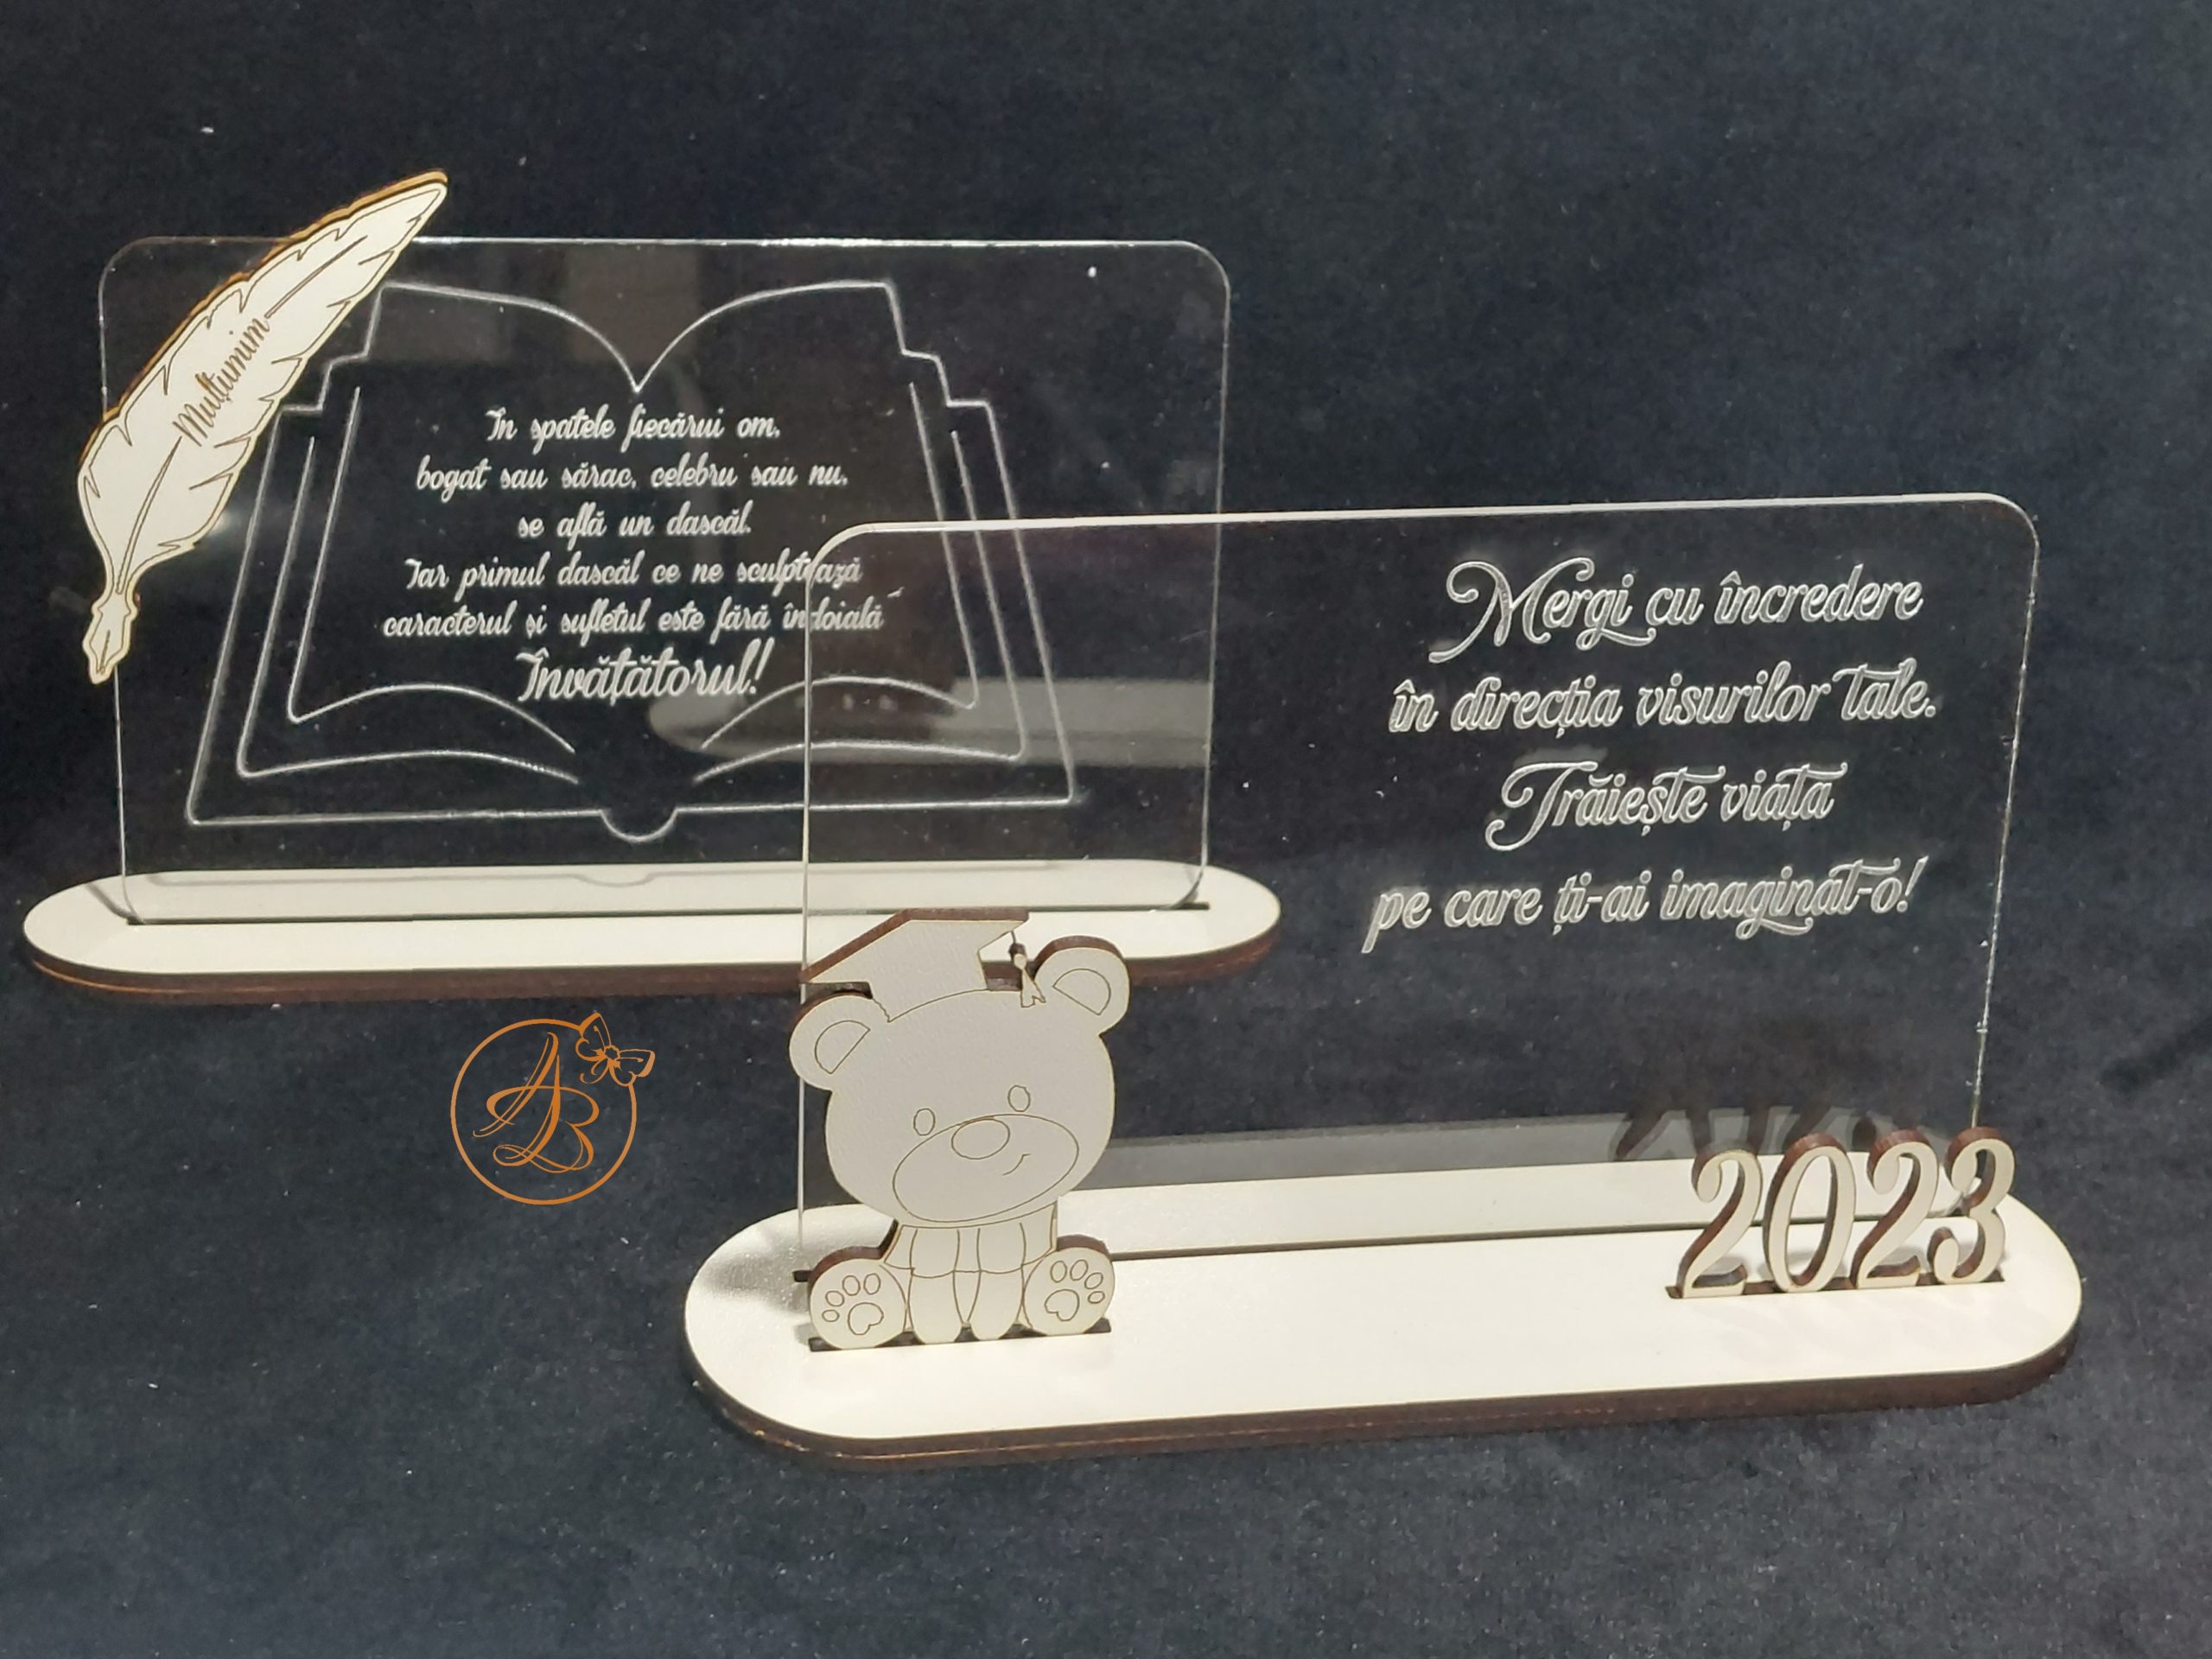 Mulțumim
În spatele fiecărui om,
bogat sau sărac, celebru sau nu,
se află un dascăl.
Iar primul dascăl ce ne sculptează
caracterul și sufletul este fără îndoială
Învățătorul!
Mergi cu încredere
în direcția visurilor tale.
Trăiește viața
pe care ți-ai imaginat-o!
2023
AB